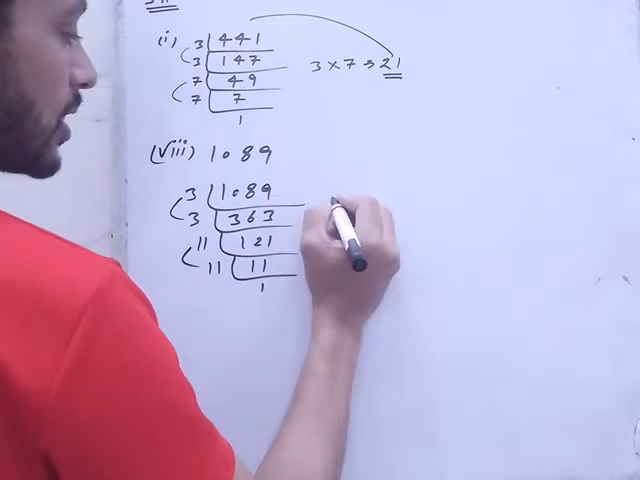 (i) 3 | 441
3 | 147 3 × 7 ⇒ 21
7 | 49
7 | 7
1
(viii) 1089
3 | 1089
3 | 363
11 | 121
11 | 11
1